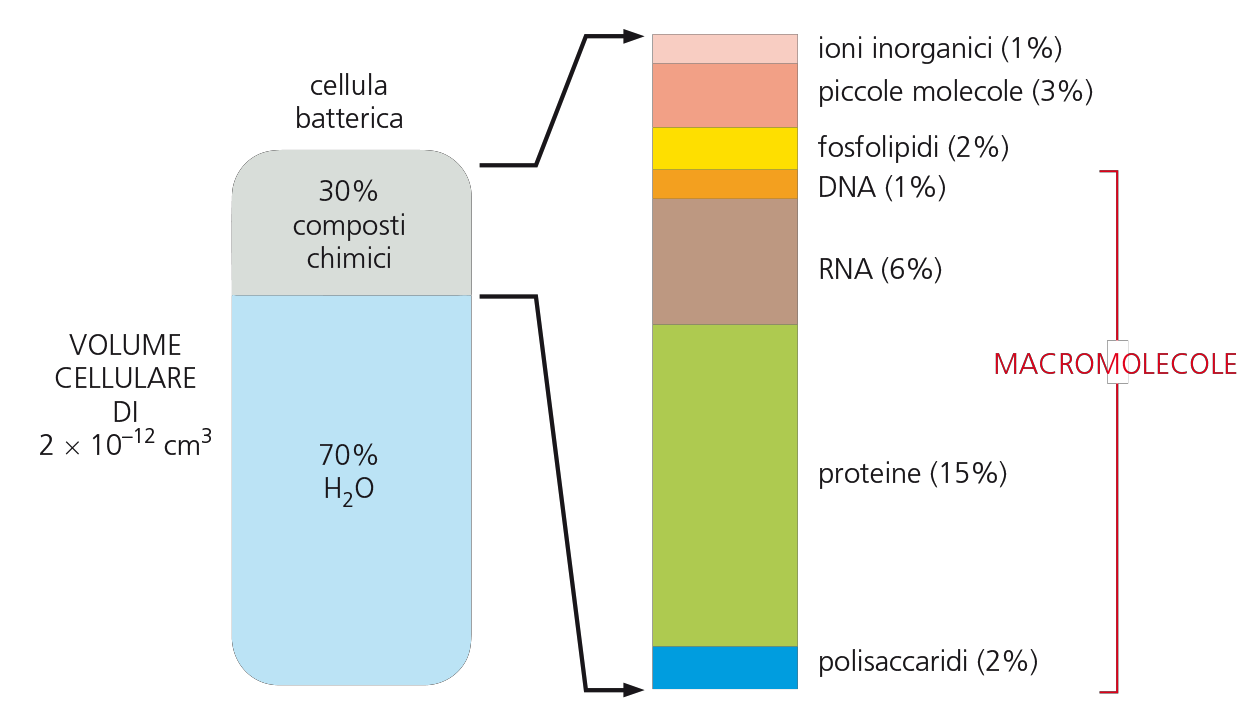 cellula
batterica
30%
composti
chimici
VOLUME
CELLULARE
DI
2 × 10⁻¹² cm³
70%
H₂O
ioni inorganici (1%)
piccole molecole (3%)
fosfolipidi (2%)
DNA (1%)
RNA (6%)
MACROMOLECOLE
proteine (15%)
polisaccaridi (2%)